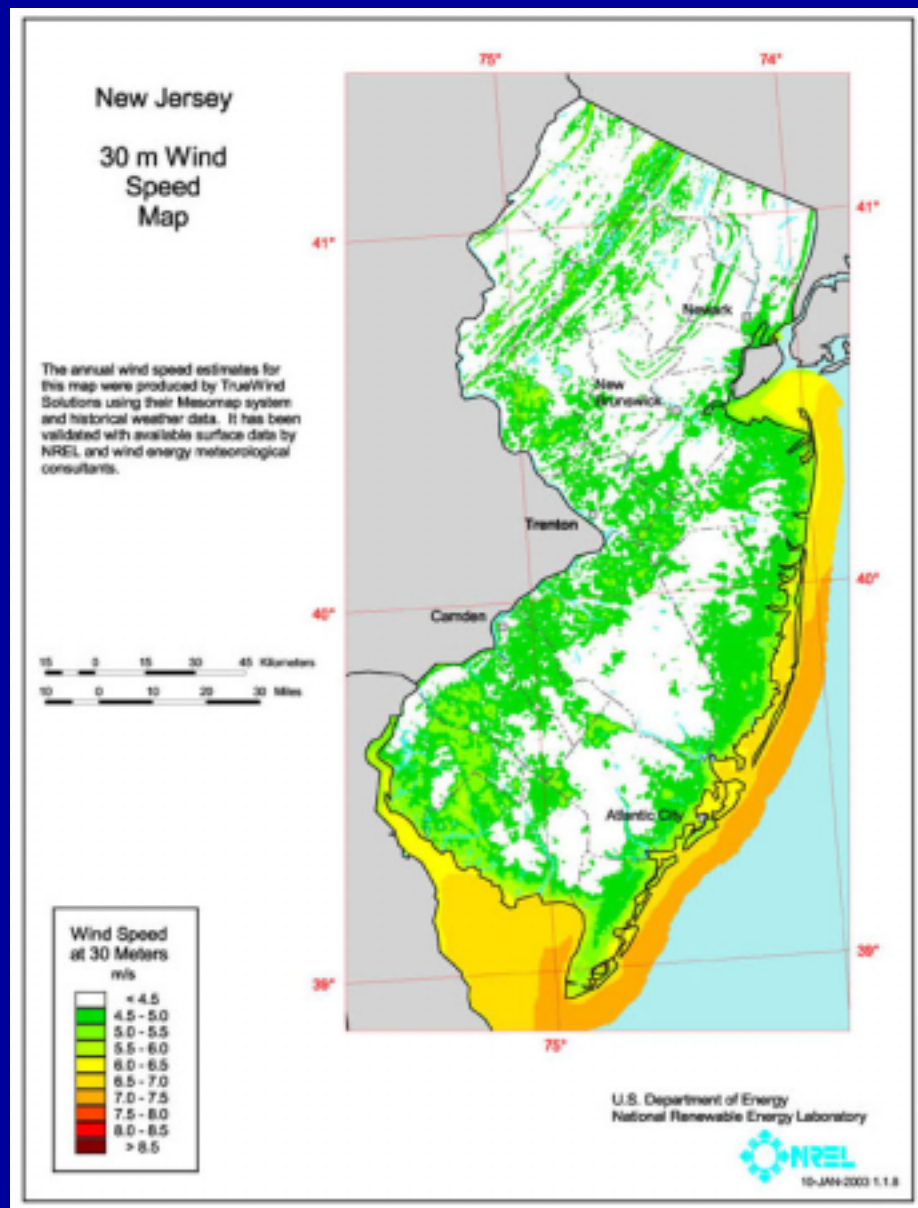 New Jersey
30 m Wind
Speed
Map
The annual wind speed estimates for
this map were produced by TrueWind
Solutions using their Mesomap system
and historical weather data. It has been
validated with available surface data by
NREL and wind energy meteorological
consultants.
75°
74°
41°
41°
Newark
New
Brunswick
Trenton
40°
40°
Camden
15 0 15 30 45 Kilometers
10 0 10 20 30 Miles
Atlantic City
39°
39°
75°
Wind Speed
at 30 Meters
m/s
< 4.5
4.5 - 5.0
5.0 - 5.5
5.5 - 6.0
6.0 - 6.5
6.5 - 7.0
7.0 - 7.5
7.5 - 8.0
8.0 - 8.5
> 8.5
U.S. Department of Energy
National Renewable Energy Laboratory
NREL
10-JAN-2003 1.1.8